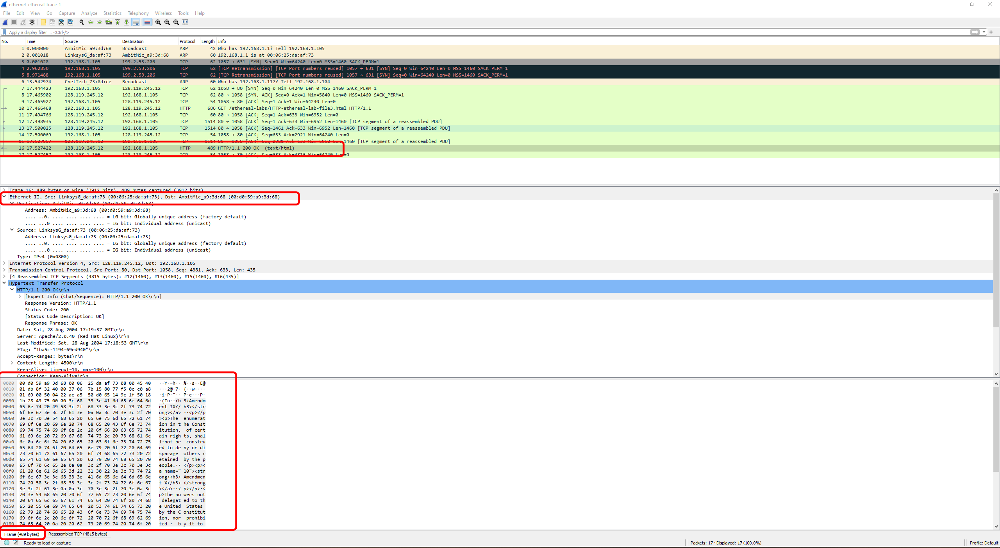 ethernet-ethereal-trace-1
File Edit View Go Capture Analyze Statistics Telephony Wireless Tools Help
Apply a display filter ... <Ctrl-/>
No. Time Source Destination Protocol Length Info
1 0.000000 AmbitMic_a9:3d:68 Broadcast ARP 42 Who has 192.168.1.1? Tell 192.168.1.105
2 0.001018 LinksysG_da:af:73 AmbitMic_a9:3d:68 ARP 60 192.168.1.1 is at 00:06:25:da:af:73
3 0.001028 192.168.1.105 199.2.53.206 TCP 62 1057 → 631 [SYN] Seq=0 Win=64240 Len=0 MSS=1460 SACK_PERM=1
4 2.962850 192.168.1.105 199.2.53.206 TCP 62 [TCP Retransmission] [TCP Port numbers reused] 1057 → 631 [SYN] Seq=0 Win=64240 Len=0 MSS=1460 SACK_PERM=1
5 8.971488 192.168.1.105 199.2.53.206 TCP 62 [TCP Retransmission] [TCP Port numbers reused] 1057 → 631 [SYN] Seq=0 Win=64240 Len=0 MSS=1460 SACK_PERM=1
6 13.542974 CnetTech_73:8d:ce Broadcast ARP 60 Who has 192.168.1.117? Tell 192.168.1.104
7 17.444423 192.168.1.105 128.119.245.12 TCP 62 1058 → 80 [SYN] Seq=0 Win=64240 Len=0 MSS=1460 SACK_PERM=1
8 17.465902 128.119.245.12 192.168.1.105 TCP 62 80 → 1058 [SYN, ACK] Seq=0 Ack=1 Win=5840 Len=0 MSS=1460 SACK_PERM=1
9 17.465927 192.168.1.105 128.119.245.12 TCP 54 1058 → 80 [ACK] Seq=1 Ack=1 Win=64240 Len=0
10 17.466468 192.168.1.105 128.119.245.12 HTTP 686 GET /ethereal-labs/HTTP-ethereal-lab-file3.html HTTP/1.1
11 17.494766 128.119.245.12 192.168.1.105 TCP 60 80 → 1058 [ACK] Seq=1 Ack=633 Win=6952 Len=0
12 17.498935 128.119.245.12 192.168.1.105 TCP 1514 80 → 1058 [ACK] Seq=1 Ack=633 Win=6952 Len=1460 [TCP segment of a reassembled PDU]
13 17.500025 128.119.245.12 192.168.1.105 TCP 1514 80 → 1058 [ACK] Seq=1461 Ack=633 Win=6952 Len=1460 [TCP segment of a reassembled PDU]
14 17.500069 192.168.1.105 128.119.245.12 TCP 54 1058 → 80 [ACK] Seq=633 Ack=2921 Win=64240 Len=0
15 17.527057 128.119.245.12 192.168.1.105 TCP 1514 80 → 1058 [ACK] Seq=2921 Ack=633 Win=6952 Len=1460 [TCP segment of a reassembled PDU]
16 17.527422 128.119.245.12 192.168.1.105 HTTP 489 HTTP/1.1 200 OK (text/html)
17 17.527457 192.168.1.105 128.119.245.12 TCP 54 1058 → 80 [ACK] Seq=633 Ack=4816 Win=64240 Len=0
Frame 16: 489 bytes on wire (3912 bits), 489 bytes captured (3912 bits)
Ethernet II, Src: LinksysG_da:af:73 (00:06:25:da:af:73), Dst: AmbitMic_a9:3d:68 (00:d0:59:a9:3d:68)
Destination: AmbitMic_a9:3d:68 (00:d0:59:a9:3d:68)
Address: AmbitMic_a9:3d:68 (00:d0:59:a9:3d:68)
.... ..0. .... .... .... .... = LG bit: Globally unique address (factory default)
.... ...0 .... .... .... .... = IG bit: Individual address (unicast)
Source: LinksysG_da:af:73 (00:06:25:da:af:73)
Address: LinksysG_da:af:73 (00:06:25:da:af:73)
.... ..0. .... .... .... .... = LG bit: Globally unique address (factory default)
.... ...0 .... .... .... .... = IG bit: Individual address (unicast)
Type: IPv4 (0x0800)
Internet Protocol Version 4, Src: 128.119.245.12, Dst: 192.168.1.105
Transmission Control Protocol, Src Port: 80, Dst Port: 1058, Seq: 4381, Ack: 633, Len: 435
[4 Reassembled TCP Segments (4815 bytes): #12(1460), #13(1460), #15(1460), #16(435)]
Hypertext Transfer Protocol
HTTP/1.1 200 OK\r\n
[Expert Info (Chat/Sequence): HTTP/1.1 200 OK\r\n]
Response Version: HTTP/1.1
Status Code: 200
[Status Code Description: OK]
Response Phrase: OK
Date: Sat, 28 Aug 2004 17:19:37 GMT\r\n
Server: Apache/2.0.40 (Red Hat Linux)\r\n
Last-Modified: Sat, 28 Aug 2004 17:18:53 GMT\r\n
ETag: "1ba5c-1194-69ed940"\r\n
Accept-Ranges: bytes\r\n
Content-Length: 4500\r\n
Keep-Alive: timeout=10, max=100\r\n
Connection: Keep-Alive\r\n
0000 00 d0 59 a9 3d 68 00 06 25 da af 73 08 00 45 40 ··Y·=h·· %··s··E@
0010 01 db 8f 32 40 00 37 06 7b 15 80 77 f5 0c c0 a8 ···2@·7· {··w····
0020 01 69 00 50 04 22 ac a5 50 d0 65 14 9c 1f 50 18 ·i·P·"·· P·e···P·
0030 1b 28 49 75 00 00 3c 68 33 3e 41 6d 65 6e 64 6d ·(Iu··<h 3>Amendm
0040 65 6e 74 20 49 58 3c 2f 68 33 3e 3c 2f 73 74 72 ent IX</ h3></str
0050 6f 6e 67 3e 3c 2f 61 3e 0a 0a 3c 70 3e 3c 2f 70 ong></a> ··<p></p
0060 3e 3c 70 3e 54 68 65 20 65 6e 75 6d 65 72 61 74 ><p>The enumerat
0070 69 6f 6e 20 69 6e 20 74 68 65 20 43 6f 6e 73 74 ion in t he Const
0080 69 74 75 74 69 6f 6e 2c 20 6f 66 20 63 65 72 74 itution, of cert
0090 61 69 6e 20 72 69 67 68 74 73 2c 20 73 68 61 6c ain righ ts, shal
00a0 6c 0a 6e 6f 74 20 62 65 20 63 6f 6e 73 74 72 75 l·not be constru
00b0 65 64 20 74 6f 20 64 65 6e 79 20 6f 72 20 64 69 ed to de ny or di
00c0 73 70 61 72 61 67 65 20 6f 74 68 65 72 73 20 72 sparage others r
00d0 65 74 61 69 6e 65 64 20 62 79 20 74 68 65 20 70 etained by the p
00e0 65 6f 70 6c 65 2e 0a 0a 3c 2f 70 3e 3c 70 3e 3c eople.·· </p><p><
00f0 61 20 6e 61 6d 65 3d 22 31 30 22 3e 3c 73 74 72 a name=" 10"><str
0100 6f 6e 67 3e 3c 68 33 3e 41 6d 65 6e 64 6d 65 6e ong><h3> Amendmen
0110 74 20 58 3c 2f 68 33 3e 3c 2f 73 74 72 6f 6e 67 t X</h3> </strong
0120 3e 3c 2f 61 3e 0a 0a 3c 70 3e 3c 2f 70 3e 0a 3c ></a>··< p></p>·<
0130 70 3e 54 68 65 20 70 6f 77 65 72 73 20 6e 6f 74 p>The po wers not
0140 20 64 65 6c 65 67 61 74 65 64 20 74 6f 20 74 68 delegat ed to th
0150 65 20 55 6e 69 74 65 64 20 53 74 61 74 65 73 20 e United States
0160 62 79 20 74 68 65 20 43 6f 6e 73 74 69 74 75 74 by the C onstitut
0170 69 6f 6e 2c 20 6e 6f 72 20 70 72 6f 68 69 62 69 ion, nor prohibi
0180 74 65 64 20 0a 20 20 62 79 20 69 74 20 74 6f 20 ted · b y it to
Frame (489 bytes) Reassembled TCP (4815 bytes)
Ready to load or capture Packets: 17 · Displayed: 17 (100.0%) Profile: Default